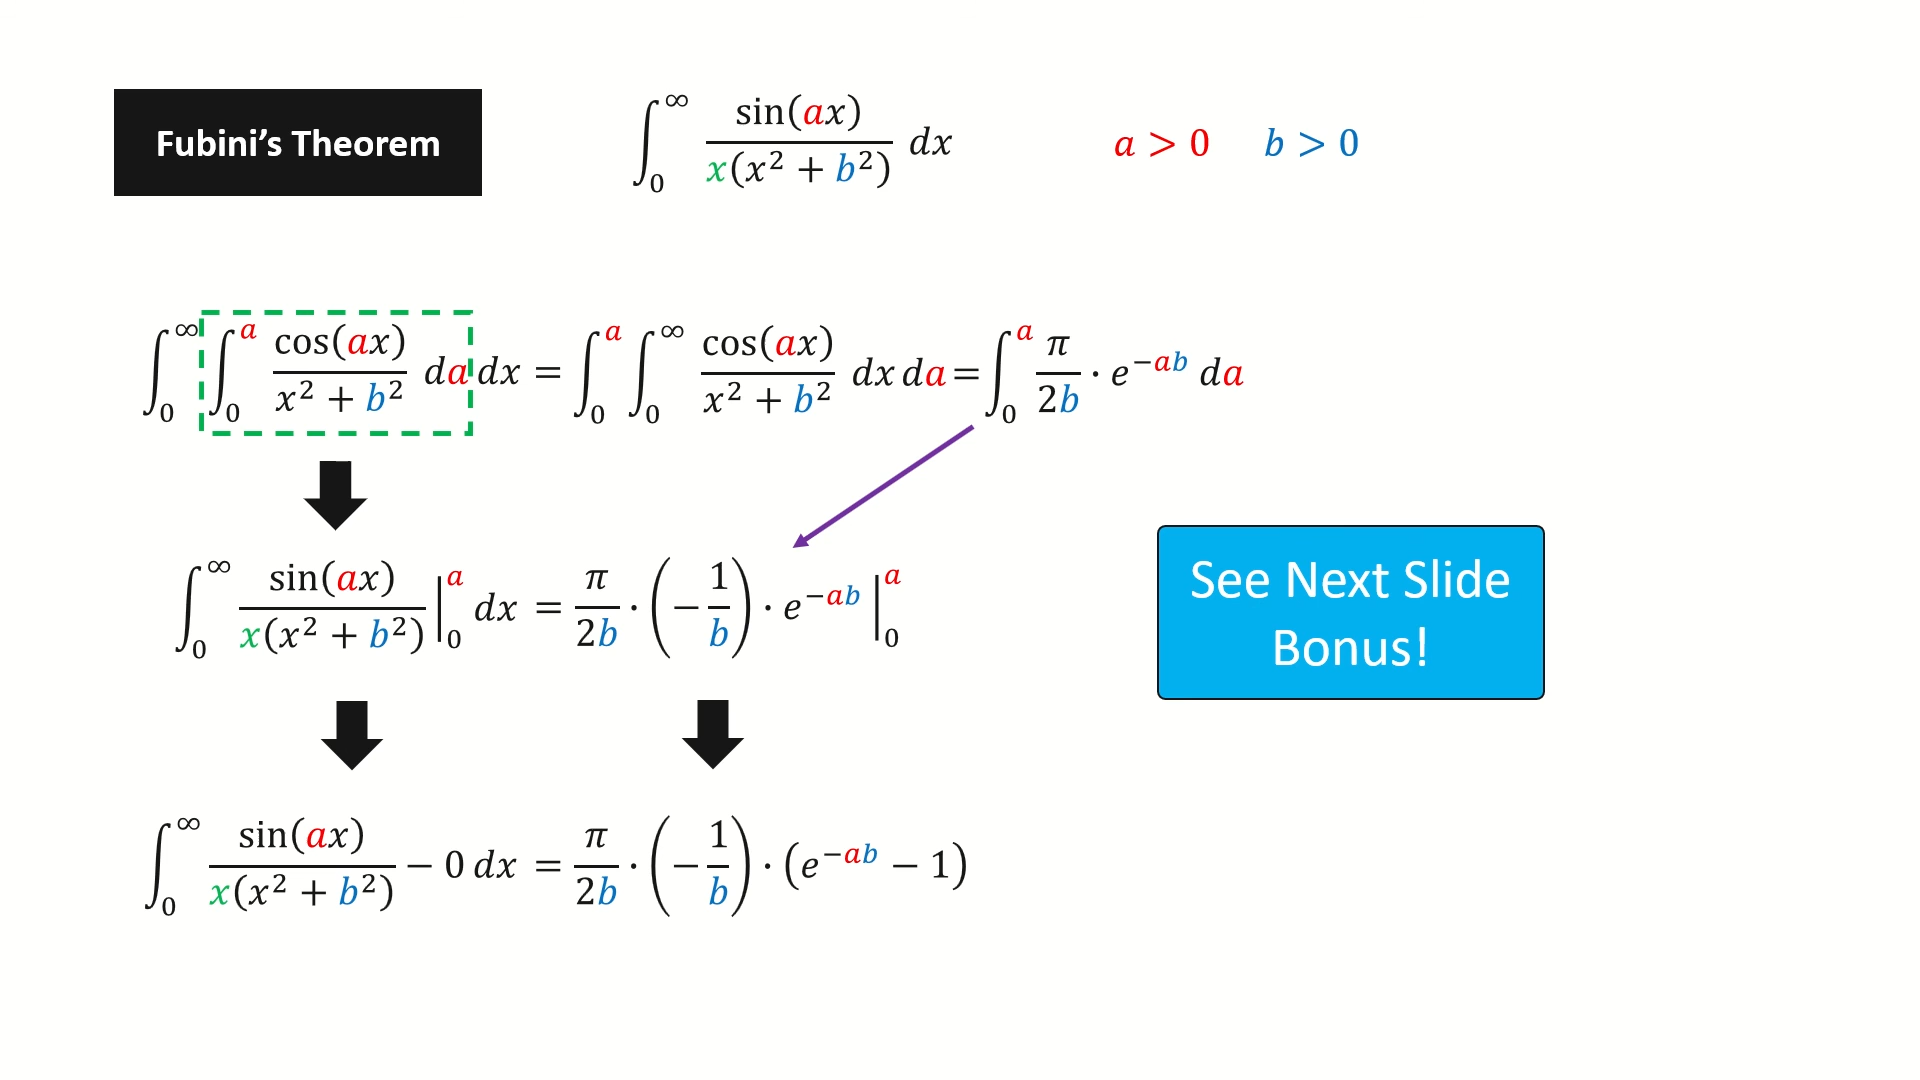 Fubini's Theorem
∫₀^∞ sin(ax) / x(x² + b²) dx    a > 0    b > 0
∫₀^∞ ∫₀^a cos(ax) / x² + b² da dx = ∫₀^a ∫₀^∞ cos(ax) / x² + b² dx da = ∫₀^a π / 2b · e^−ab da
∫₀^∞ sin(ax) / x(x² + b²) |₀^a dx = π / 2b · (−1 / b) · e^−ab |₀^a
See Next Slide
Bonus!
∫₀^∞ sin(ax) / x(x² + b²) − 0 dx = π / 2b · (−1 / b) · (e^−ab − 1)